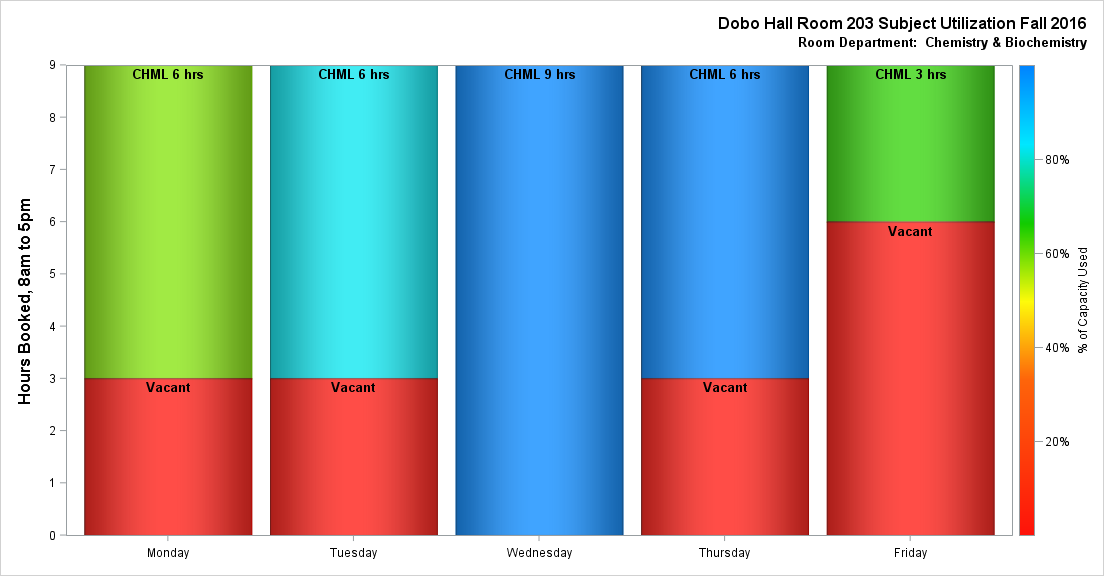 Dobo Hall Room 203 Subject Utilization Fall 2016
Room Department: Chemistry & Biochemistry
Hours Booked, 8am to 5pm
9
8
7
6
5
4
3
2
1
0
CHML 6 hrs
Vacant
CHML 6 hrs
Vacant
CHML 9 hrs
CHML 6 hrs
Vacant
CHML 3 hrs
Vacant
Monday
Tuesday
Wednesday
Thursday
Friday
80%
60%
40%
20%
% of Capacity Used